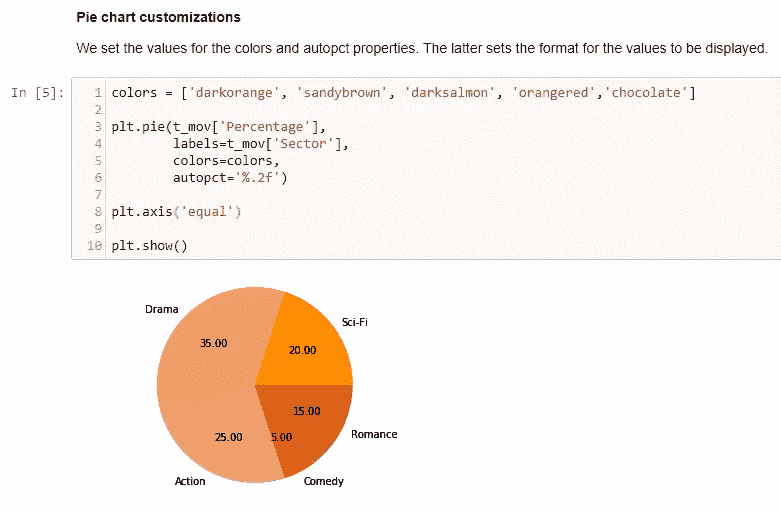 Pie chart customizations
We set the values for the colors and autopct properties. The latter sets the format for the values to be displayed.
In [5]:
1 colors = ['darkorange', 'sandybrown', 'darksalmon', 'orangered','chocolate']
2
3 plt.pie(t_mov['Percentage'],
4         labels=t_mov['Sector'],
5         colors=colors,
6         autopct='%.2f')
7
8 plt.axis('equal')
9
10 plt.show()
Drama
Sci-Fi
35.00
20.00
15.00
Romance
25.00
5.00
Action
Comedy